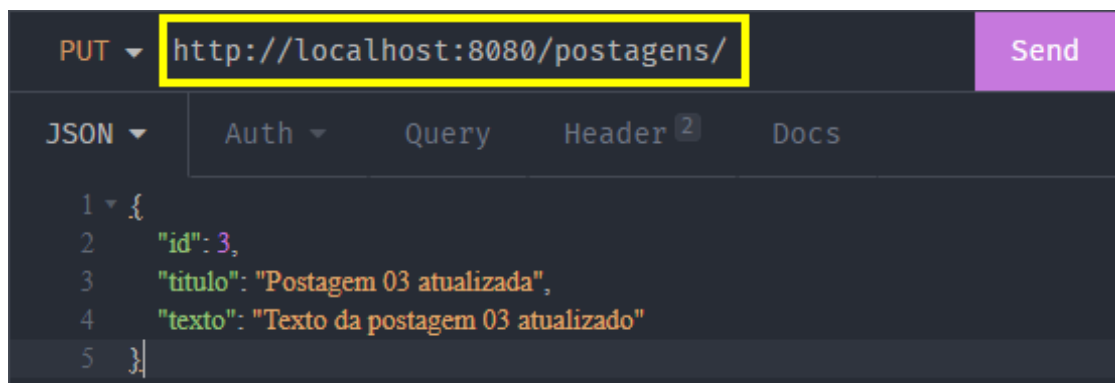 PUT http://localhost:8080/postagens/ Send
JSON Auth Query Header 2 Docs
1 {
2 "id": 3,
3 "titulo": "Postagem 03 atualizada",
4 "texto": "Texto da postagem 03 atualizado"
5 }